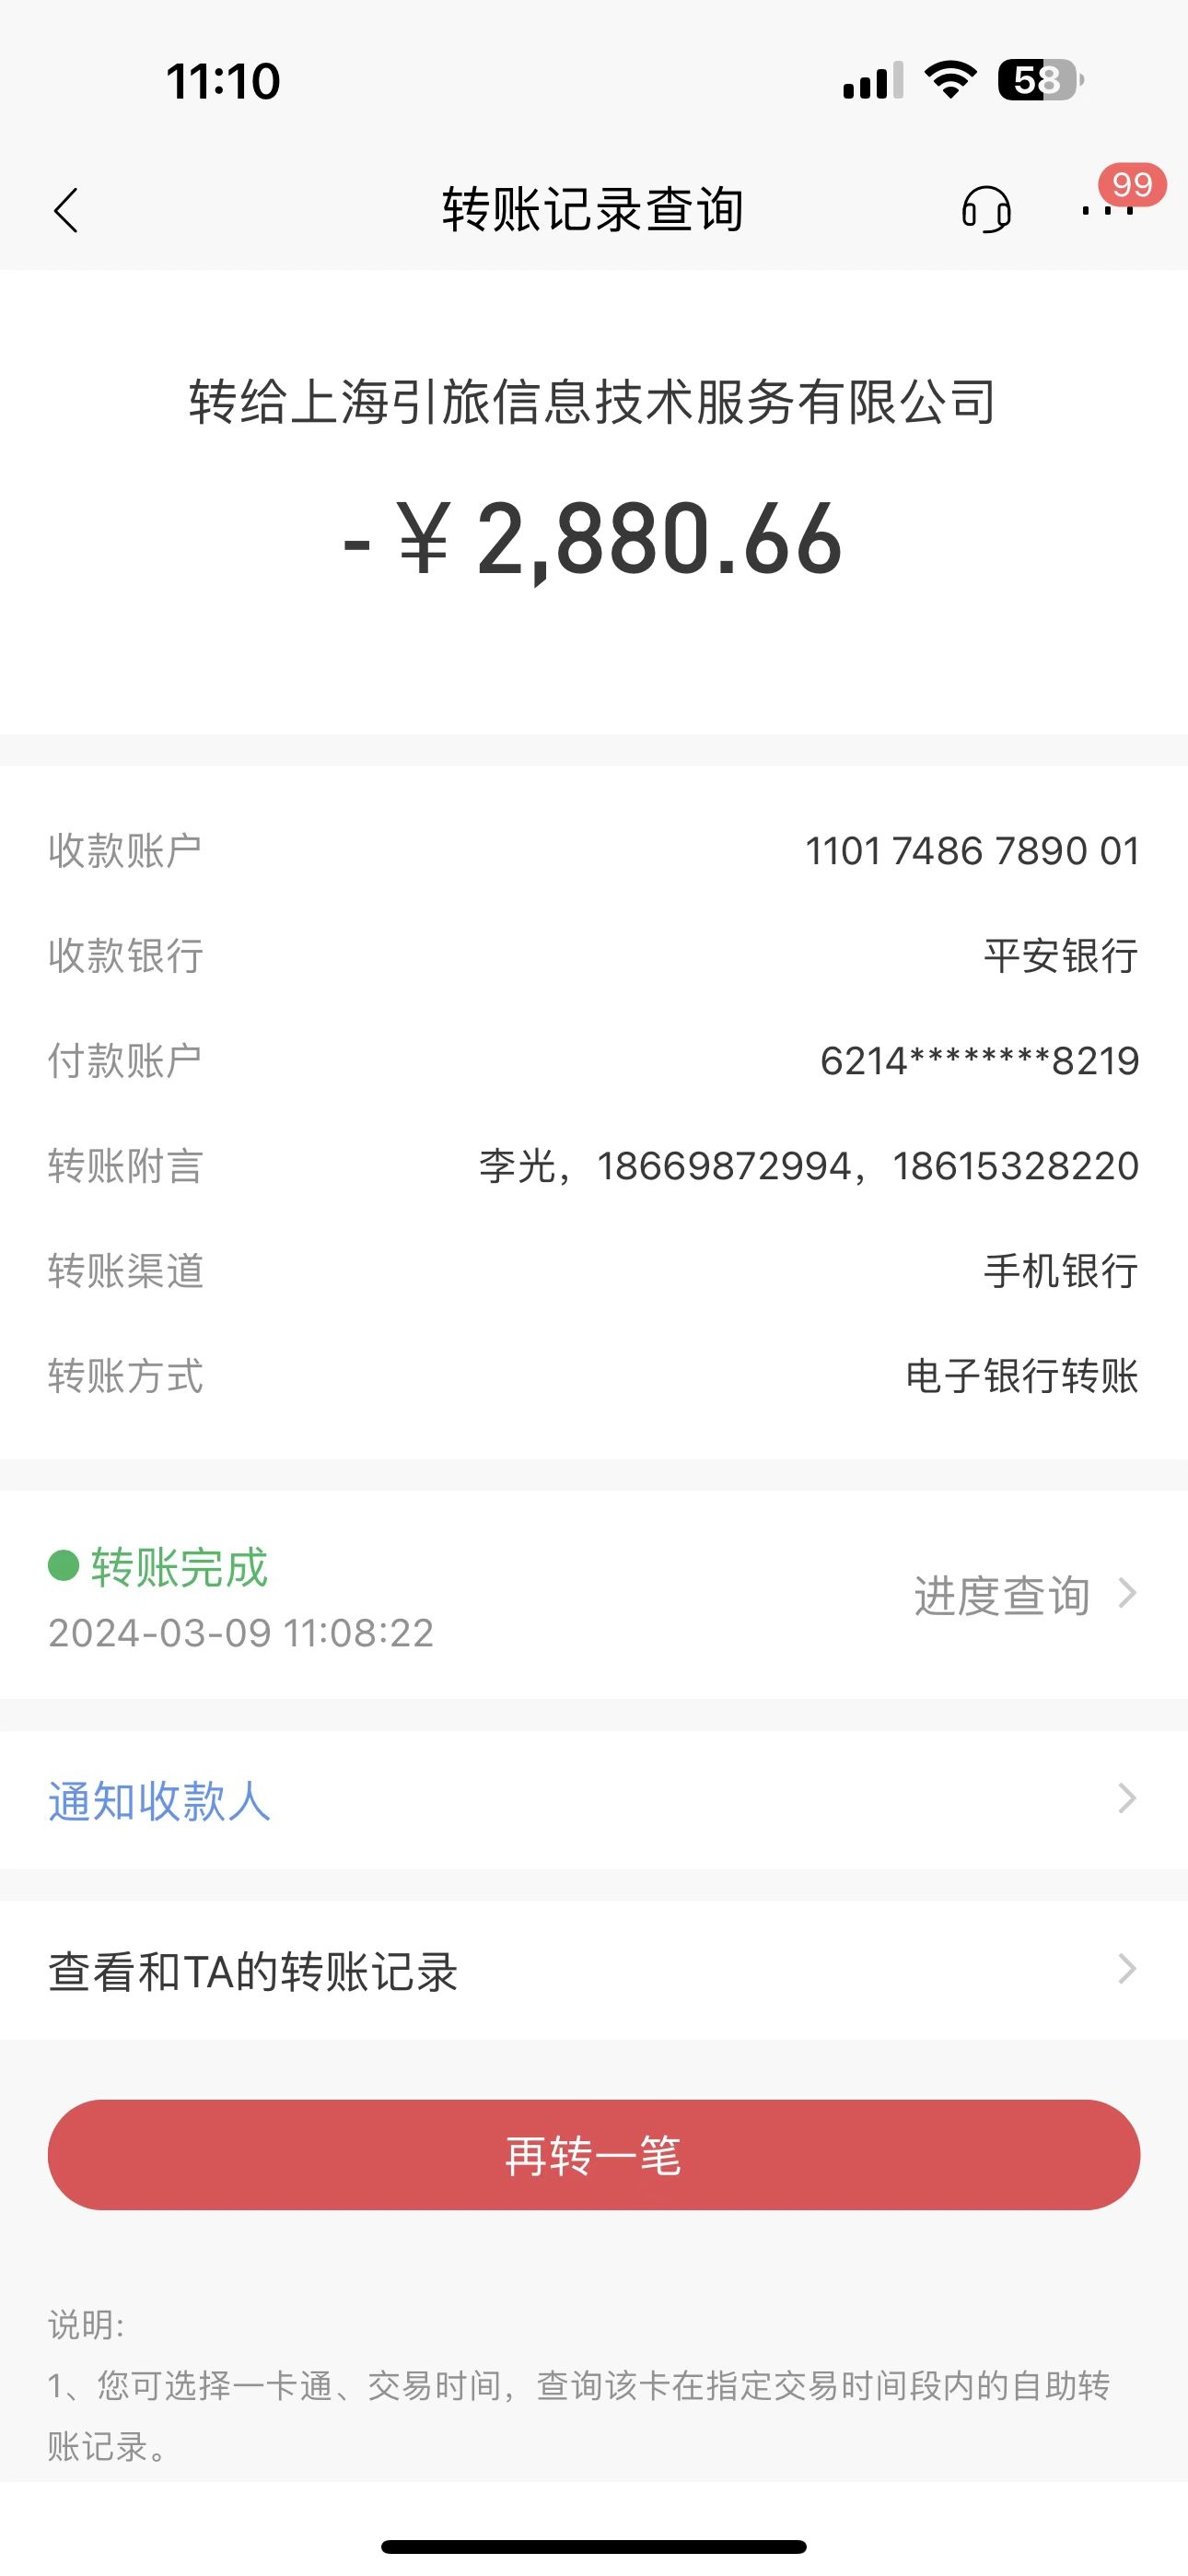 11:10
58
转账记录查询
99
转给上海引旅信息技术服务有限公司
-￥2,880.66
收款账户 1101 7486 7890 01
收款银行 平安银行
付款账户 6214********8219
转账附言 李光，18669872994，18615328220
转账渠道 手机银行
转账方式 电子银行转账
转账完成
进度查询
2024-03-09 11:08:22
通知收款人
查看和TA的转账记录
再转一笔
说明:
1、您可选择一卡通、交易时间，查询该卡在指定交易时间段内的自助转
账记录。